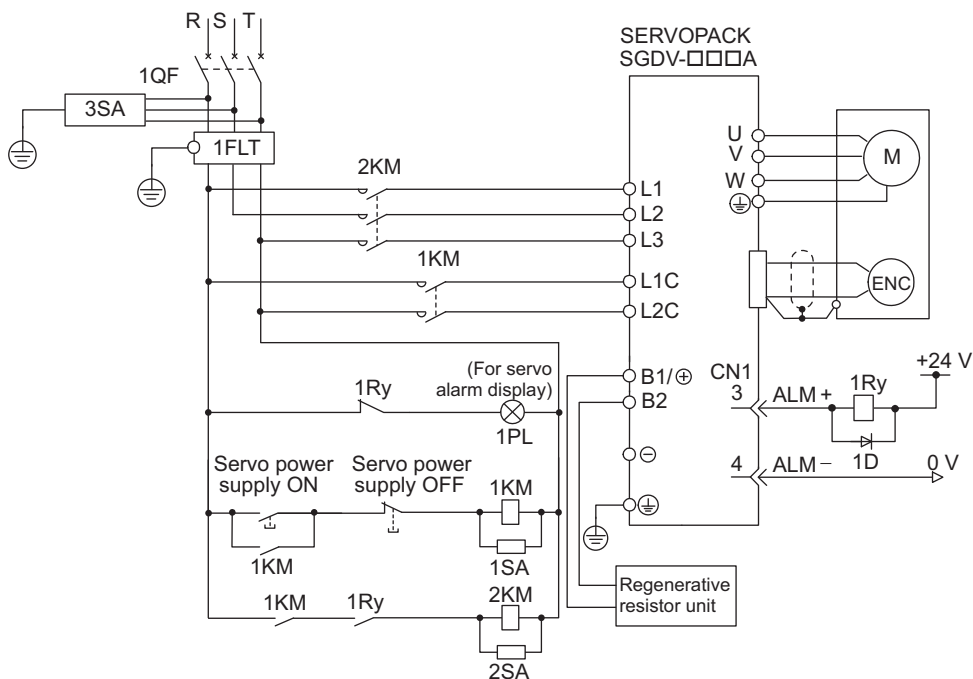 R S T
SERVOPACK
SGDV-□□□A
1QF
3SA
1FLT
2KM
U
V
W
M
L1
L2
L3
1KM
L1C
L2C
ENC
(For servo
alarm display)
1Ry
1PL
B1/⊕
B2
CN1
3
ALM+
1Ry
+24 V
1D
⊖
4
ALM−
0 V
Servo power
supply ON
Servo power
supply OFF
1KM
1KM
1SA
1KM
1Ry
2KM
2SA
Regenerative
resistor unit